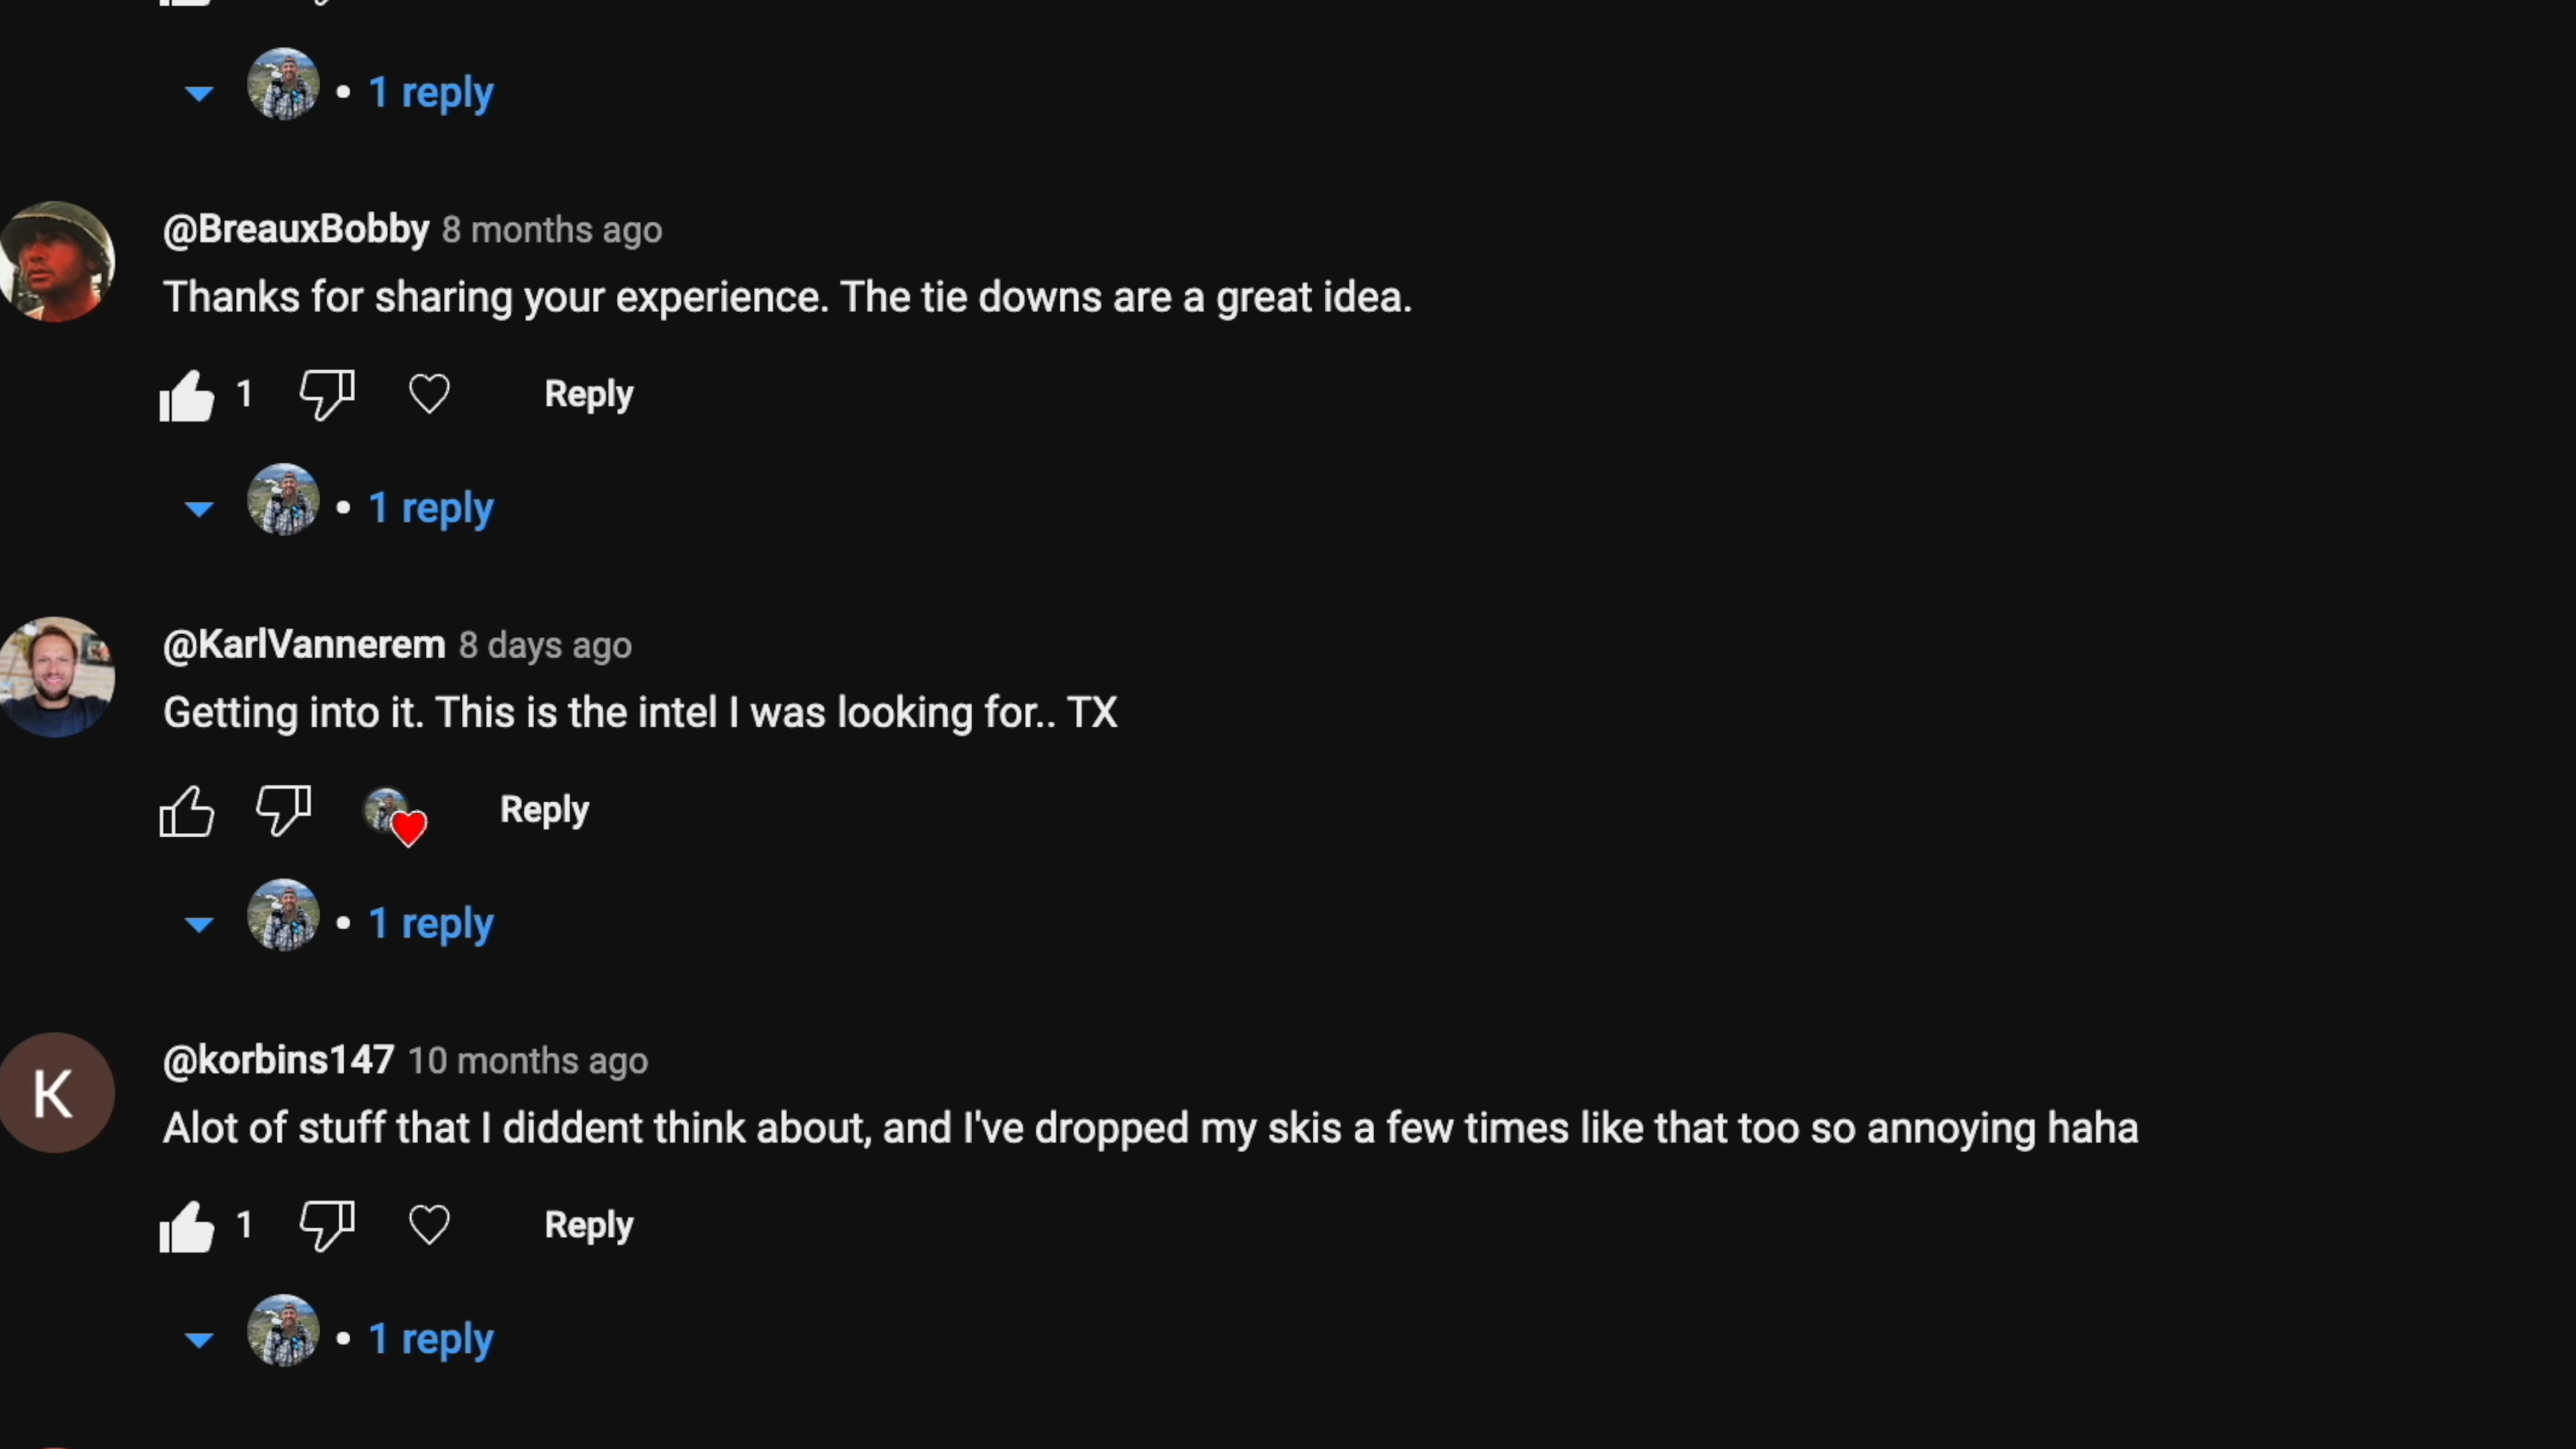 1 reply
@BreauxBobby 8 months ago
Thanks for sharing your experience. The tie downs are a great idea.
1 Reply
1 reply
@KarlVannerem 8 days ago
Getting into it. This is the intel I was looking for.. TX
Reply
1 reply
K
@korbins147 10 months ago
Alot of stuff that I diddent think about, and I've dropped my skis a few times like that too so annoying haha
1 Reply
1 reply